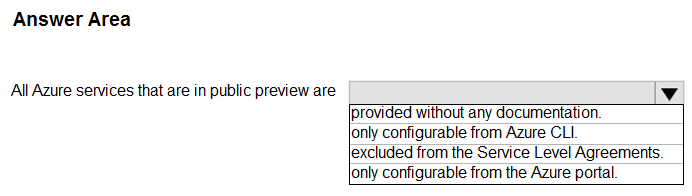 Answer Area
All Azure services that are in public preview are
provided without any documentation.
only configurable from Azure CLI.
excluded from the Service Level Agreements.
only configurable from the Azure portal.